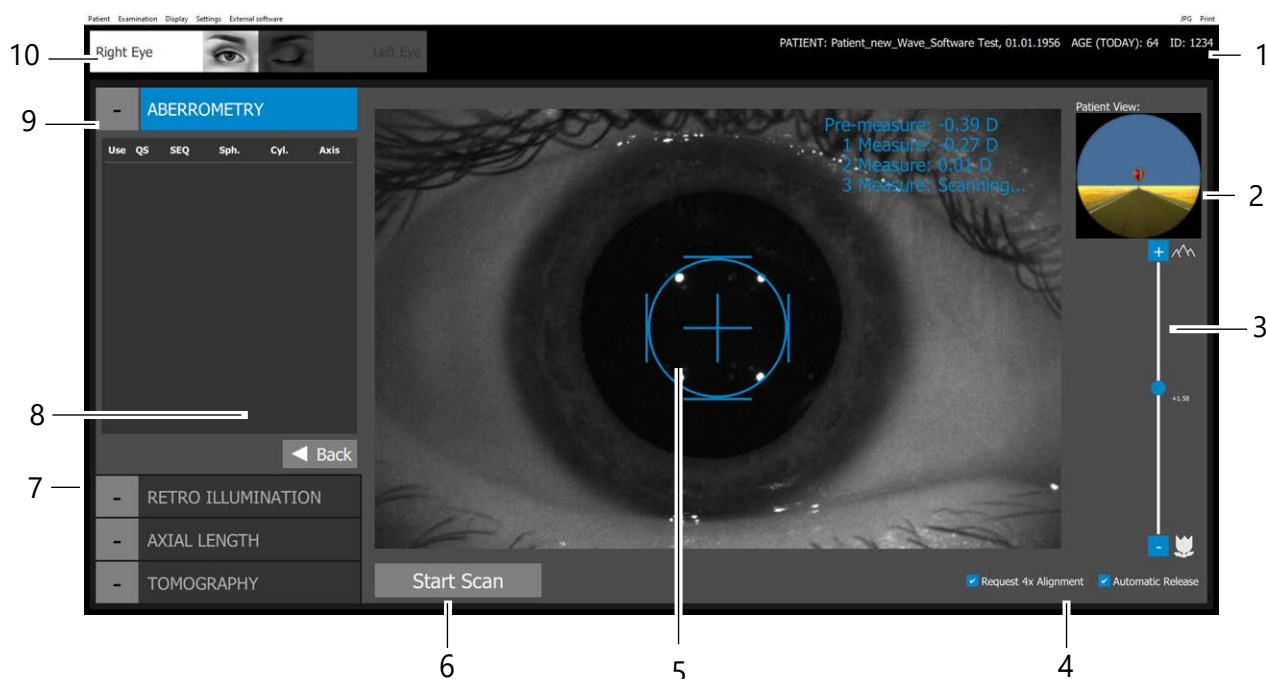 Patient Examination Display Settings External software JPG Print
Right Eye Left Eye PATIENT: Patient_new_Wave_Software Test, 01.01.1956 AGE (TODAY): 64 ID: 1234
10
1
- ABERROMETRY
9
Use QS SEQ Sph. Cyl. Axis
Pre-measure: -0.39 D
1 Measure: -0.27 D
2 Measure: 0.01 D
3 Measure: Scanning...
Patient View:
2
+
3
+1.58
8
Back
7
- RETRO ILLUMINATION
- AXIAL LENGTH
- TOMOGRAPHY
-
Start Scan
Request 4x Alignment Automatic Release
6
5
4